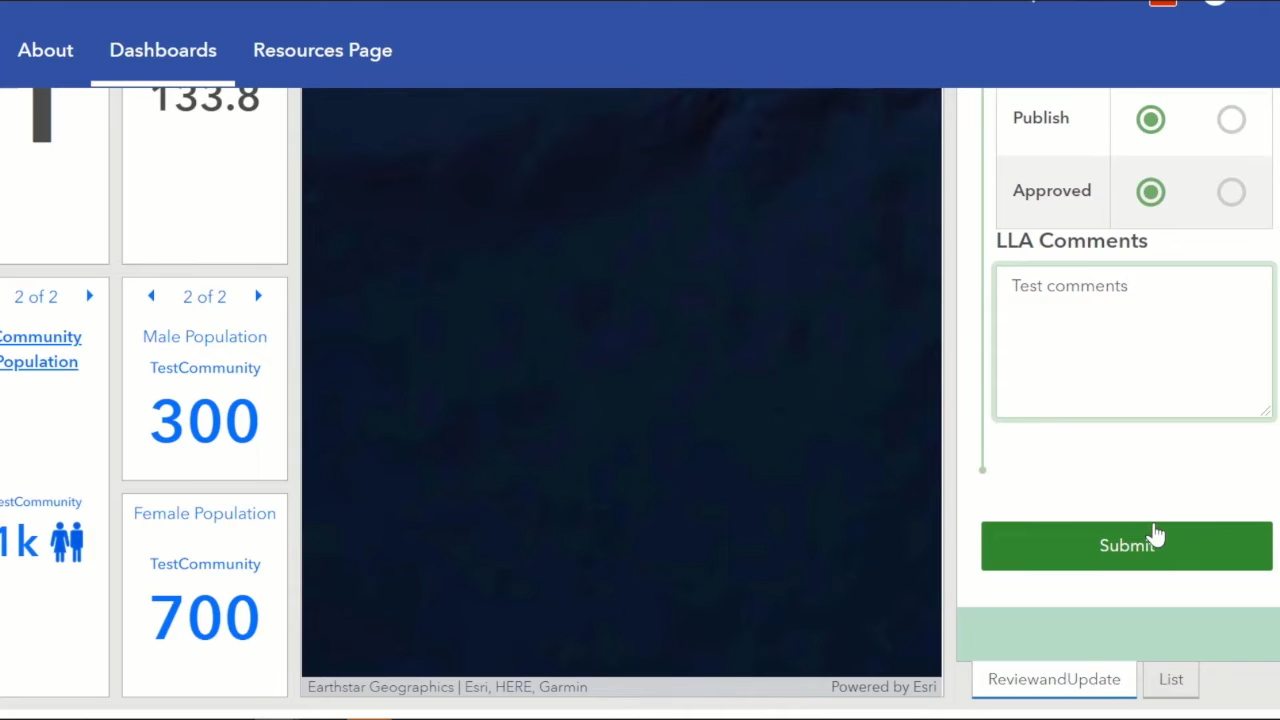 About
Dashboards
Resources Page
133.8
Publish
Approved
LLA Comments
Test comments
2 of 2
2 of 2
Community
Population
Male Population
TestCommunity
300
Female Population
TestCommunity
700
estCommunity
1k
Submit
Earthstar Geographics | Esri, HERE, Garmin
Powered by Esri
ReviewandUpdate
List